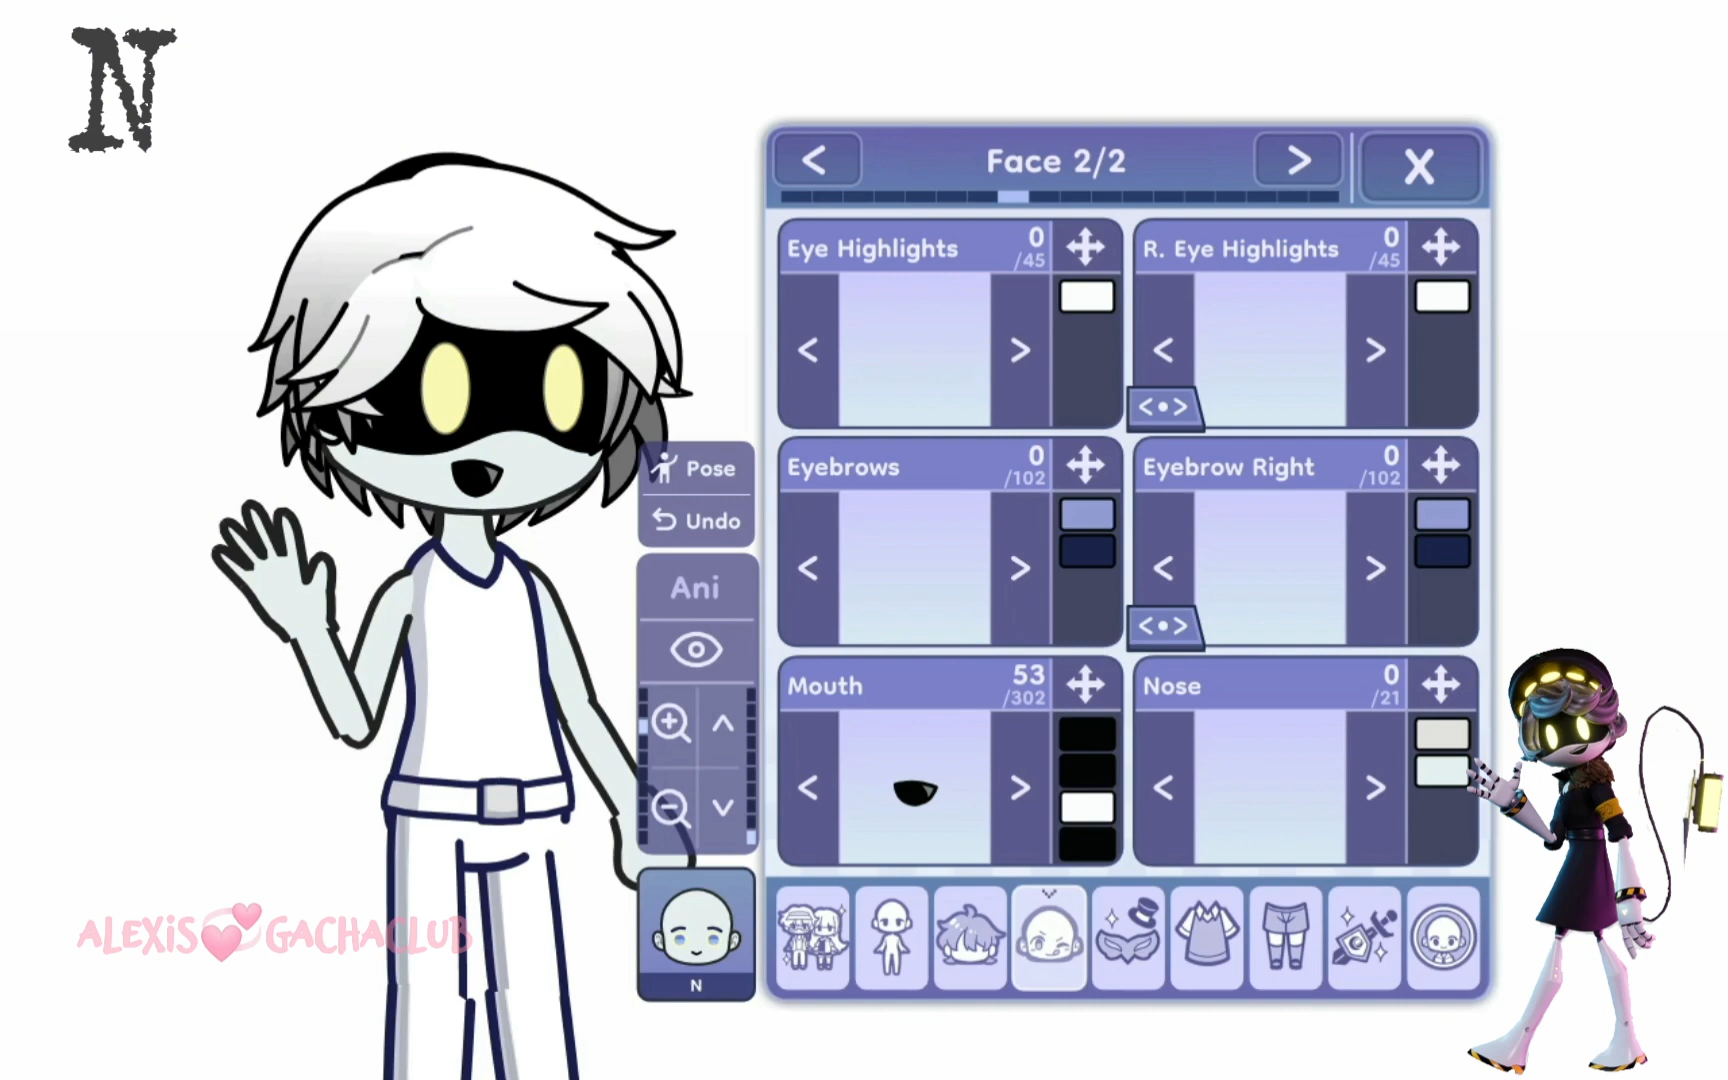 N
Face 2/2
Eye Highlights 0 /45
R. Eye Highlights 0 /45
Eyebrows 0 /102
Eyebrow Right 0 /102
Pose
Undo
Ani
Mouth 53 /302
Nose 0 /21
ALEXiS GACHACLUB
N